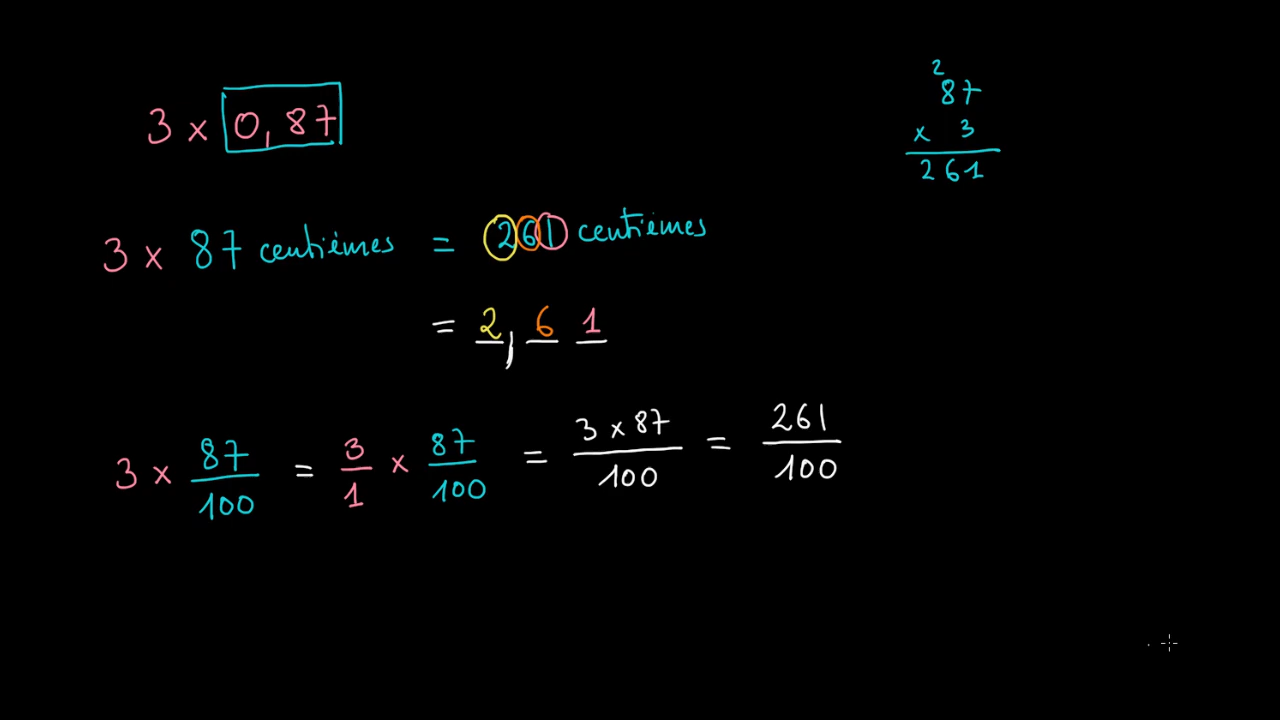 3 × 0,87
2
87
× 3
261
3 × 87 centièmes = 261 centièmes
= 2,61
3 × 87/100 = 3/1 × 87/100 = 3 × 87/100 = 261/100